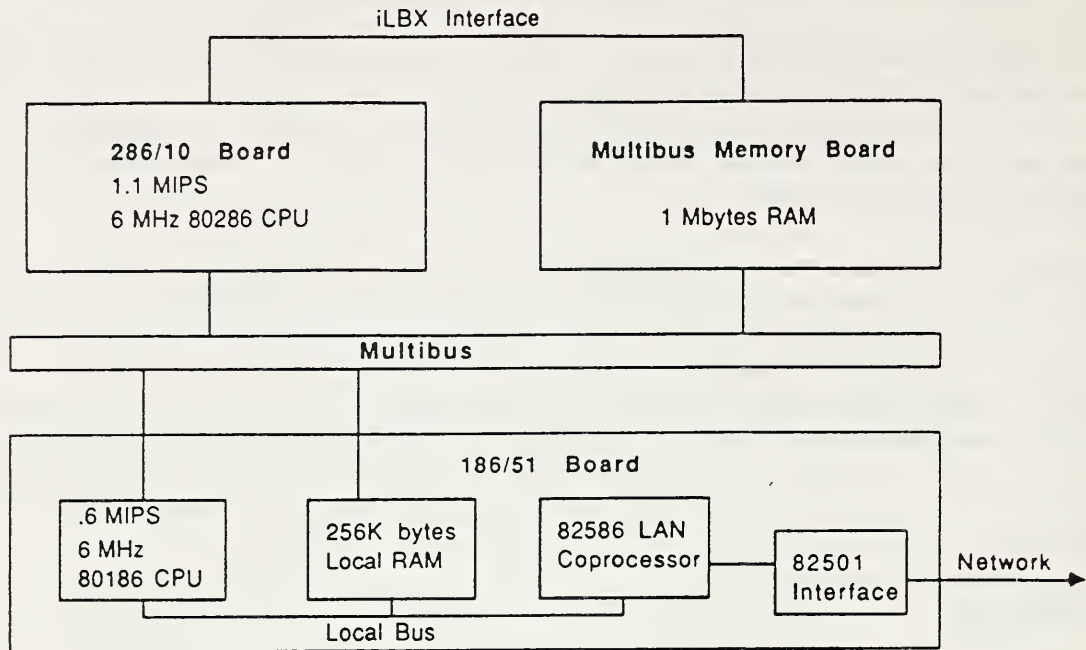 iLBX Interface
286/10 Board
1.1 MIPS
6 MHz 80286 CPU
Multibus Memory Board
1 Mbytes RAM
Multibus
186/51 Board
.6 MIPS
6 MHz
80186 CPU
256K bytes
Local RAM
82586 LAN
Coprocessor
82501
Interface
Network
Local Bus